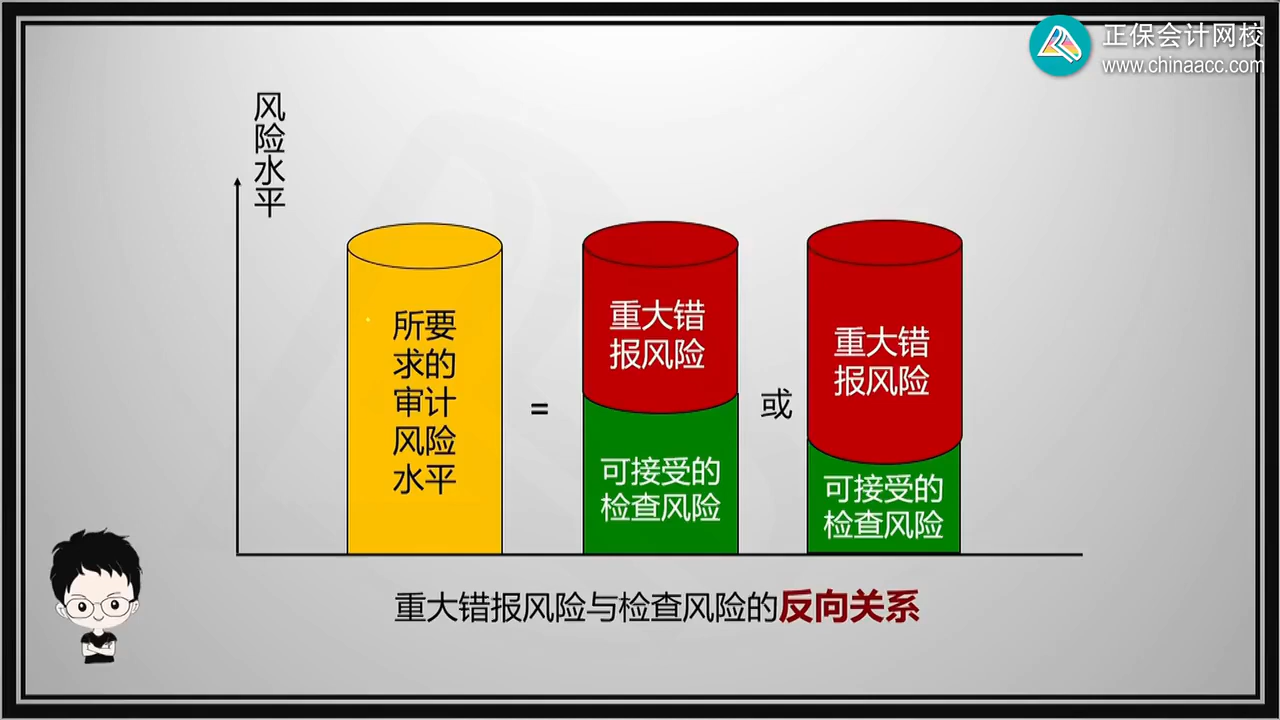 正保会计网校
www.chinaacc.com
风
险
水
平
所要
求的
审计
风险
水平
=
重大错
报风险
可接受的
检查风险
或
重大错
报风险
可接受的
检查风险
重大错报风险与检查风险的反向关系